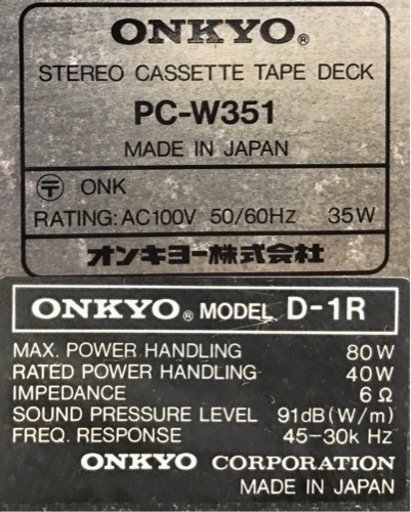 ONKYO®
STEREO CASSETTE TAPE DECK
PC-W351
MADE IN JAPAN
〒 ONK
RATING: AC100V 50/60Hz 35W
オンキヨー株式会社
ONKYO® MODEL D-1R
MAX. POWER HANDLING 80W
RATED POWER HANDLING 40W
IMPEDANCE 6Ω
SOUND PRESSURE LEVEL 91dB(W/m)
FREQ. RESPONSE 45-30k Hz
ONKYO CORPORATION
MADE IN JAPAN